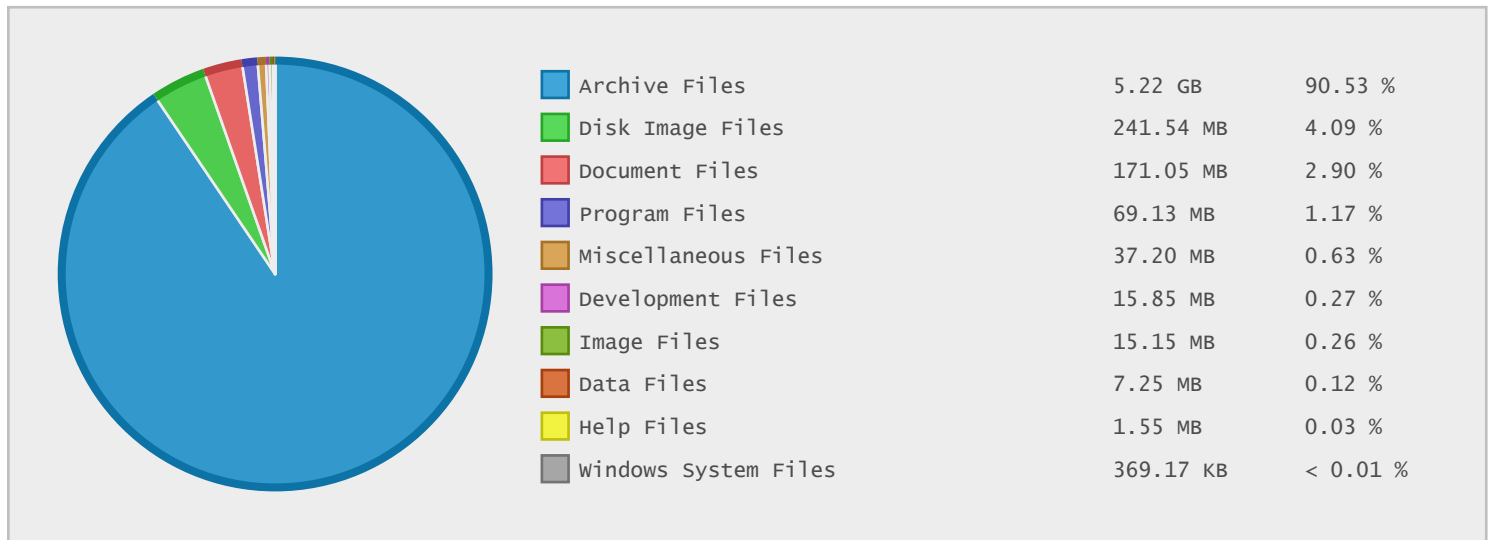 Archive Files 5.22 GB 90.53 %
Disk Image Files 241.54 MB 4.09 %
Document Files 171.05 MB 2.90 %
Program Files 69.13 MB 1.17 %
Miscellaneous Files 37.20 MB 0.63 %
Development Files 15.85 MB 0.27 %
Image Files 15.15 MB 0.26 %
Data Files 7.25 MB 0.12 %
Help Files 1.55 MB 0.03 %
Windows System Files 369.17 KB < 0.01 %